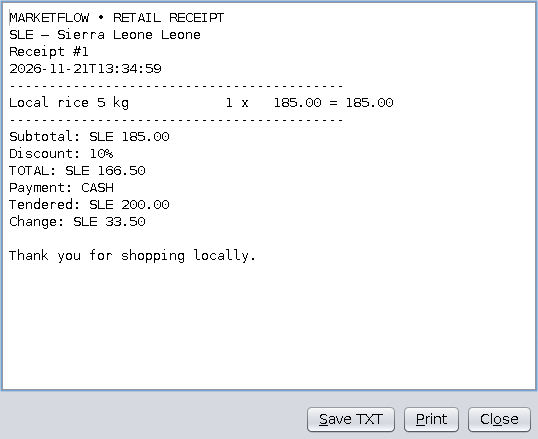 MARKETFLOW • RETAIL RECEIPT
SLE — Sierra Leone Leone
Receipt #1
2026-11-21T13:34:59
----------------------------------------
Local rice 5 kg 1 x 185.00 = 185.00
----------------------------------------
Subtotal: SLE 185.00
Discount: 10%
TOTAL: SLE 166.50
Payment: CASH
Tendered: SLE 200.00
Change: SLE 33.50
Thank you for shopping locally.
Save TXT Print Close